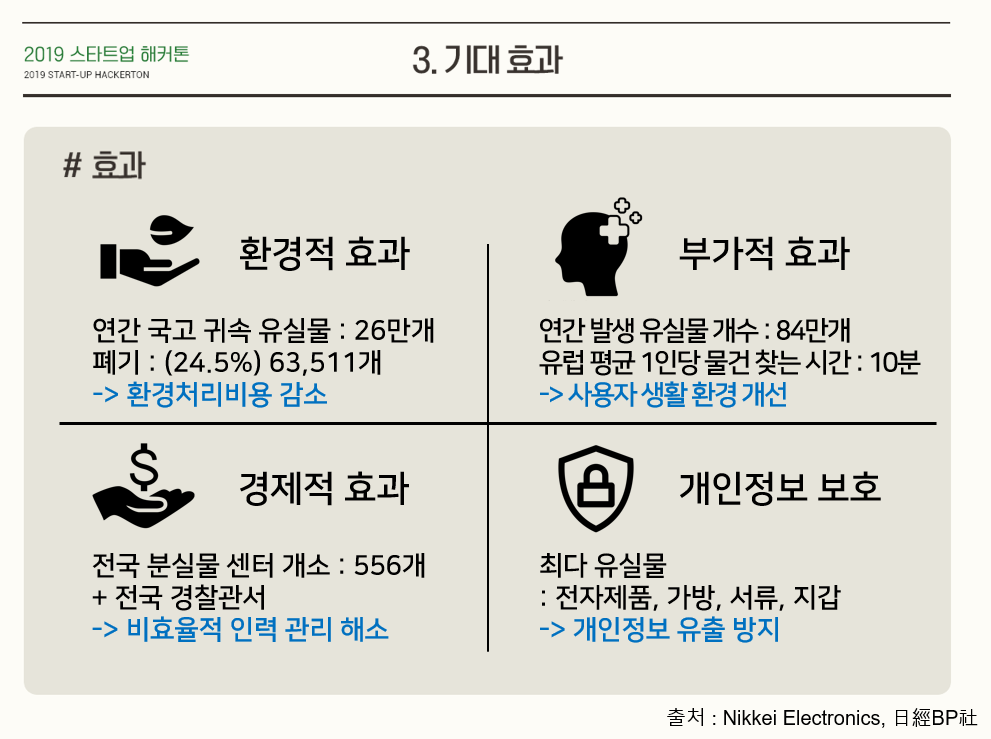 2019 스타트업 해커톤
2019 START-UP HACKERTON
3. 기대 효과
# 효과
환경적 효과
연간 국고 귀속 유실물 : 26만개
폐기 : (24.5%) 63,511개
-> 환경처리비용 감소
부가적 효과
연간 발생 유실물 개수 : 84만개
유럽 평균 1인당 물건 찾는 시간 : 10분
-> 사용자 생활 환경 개선
경제적 효과
전국 분실물 센터 개소 : 556개
+ 전국 경찰관서
-> 비효율적 인력 관리 해소
개인정보 보호
최다 유실물
: 전자제품, 가방, 서류, 지갑
-> 개인정보 유출 방지
출처 : Nikkei Electronics, 日經BP社